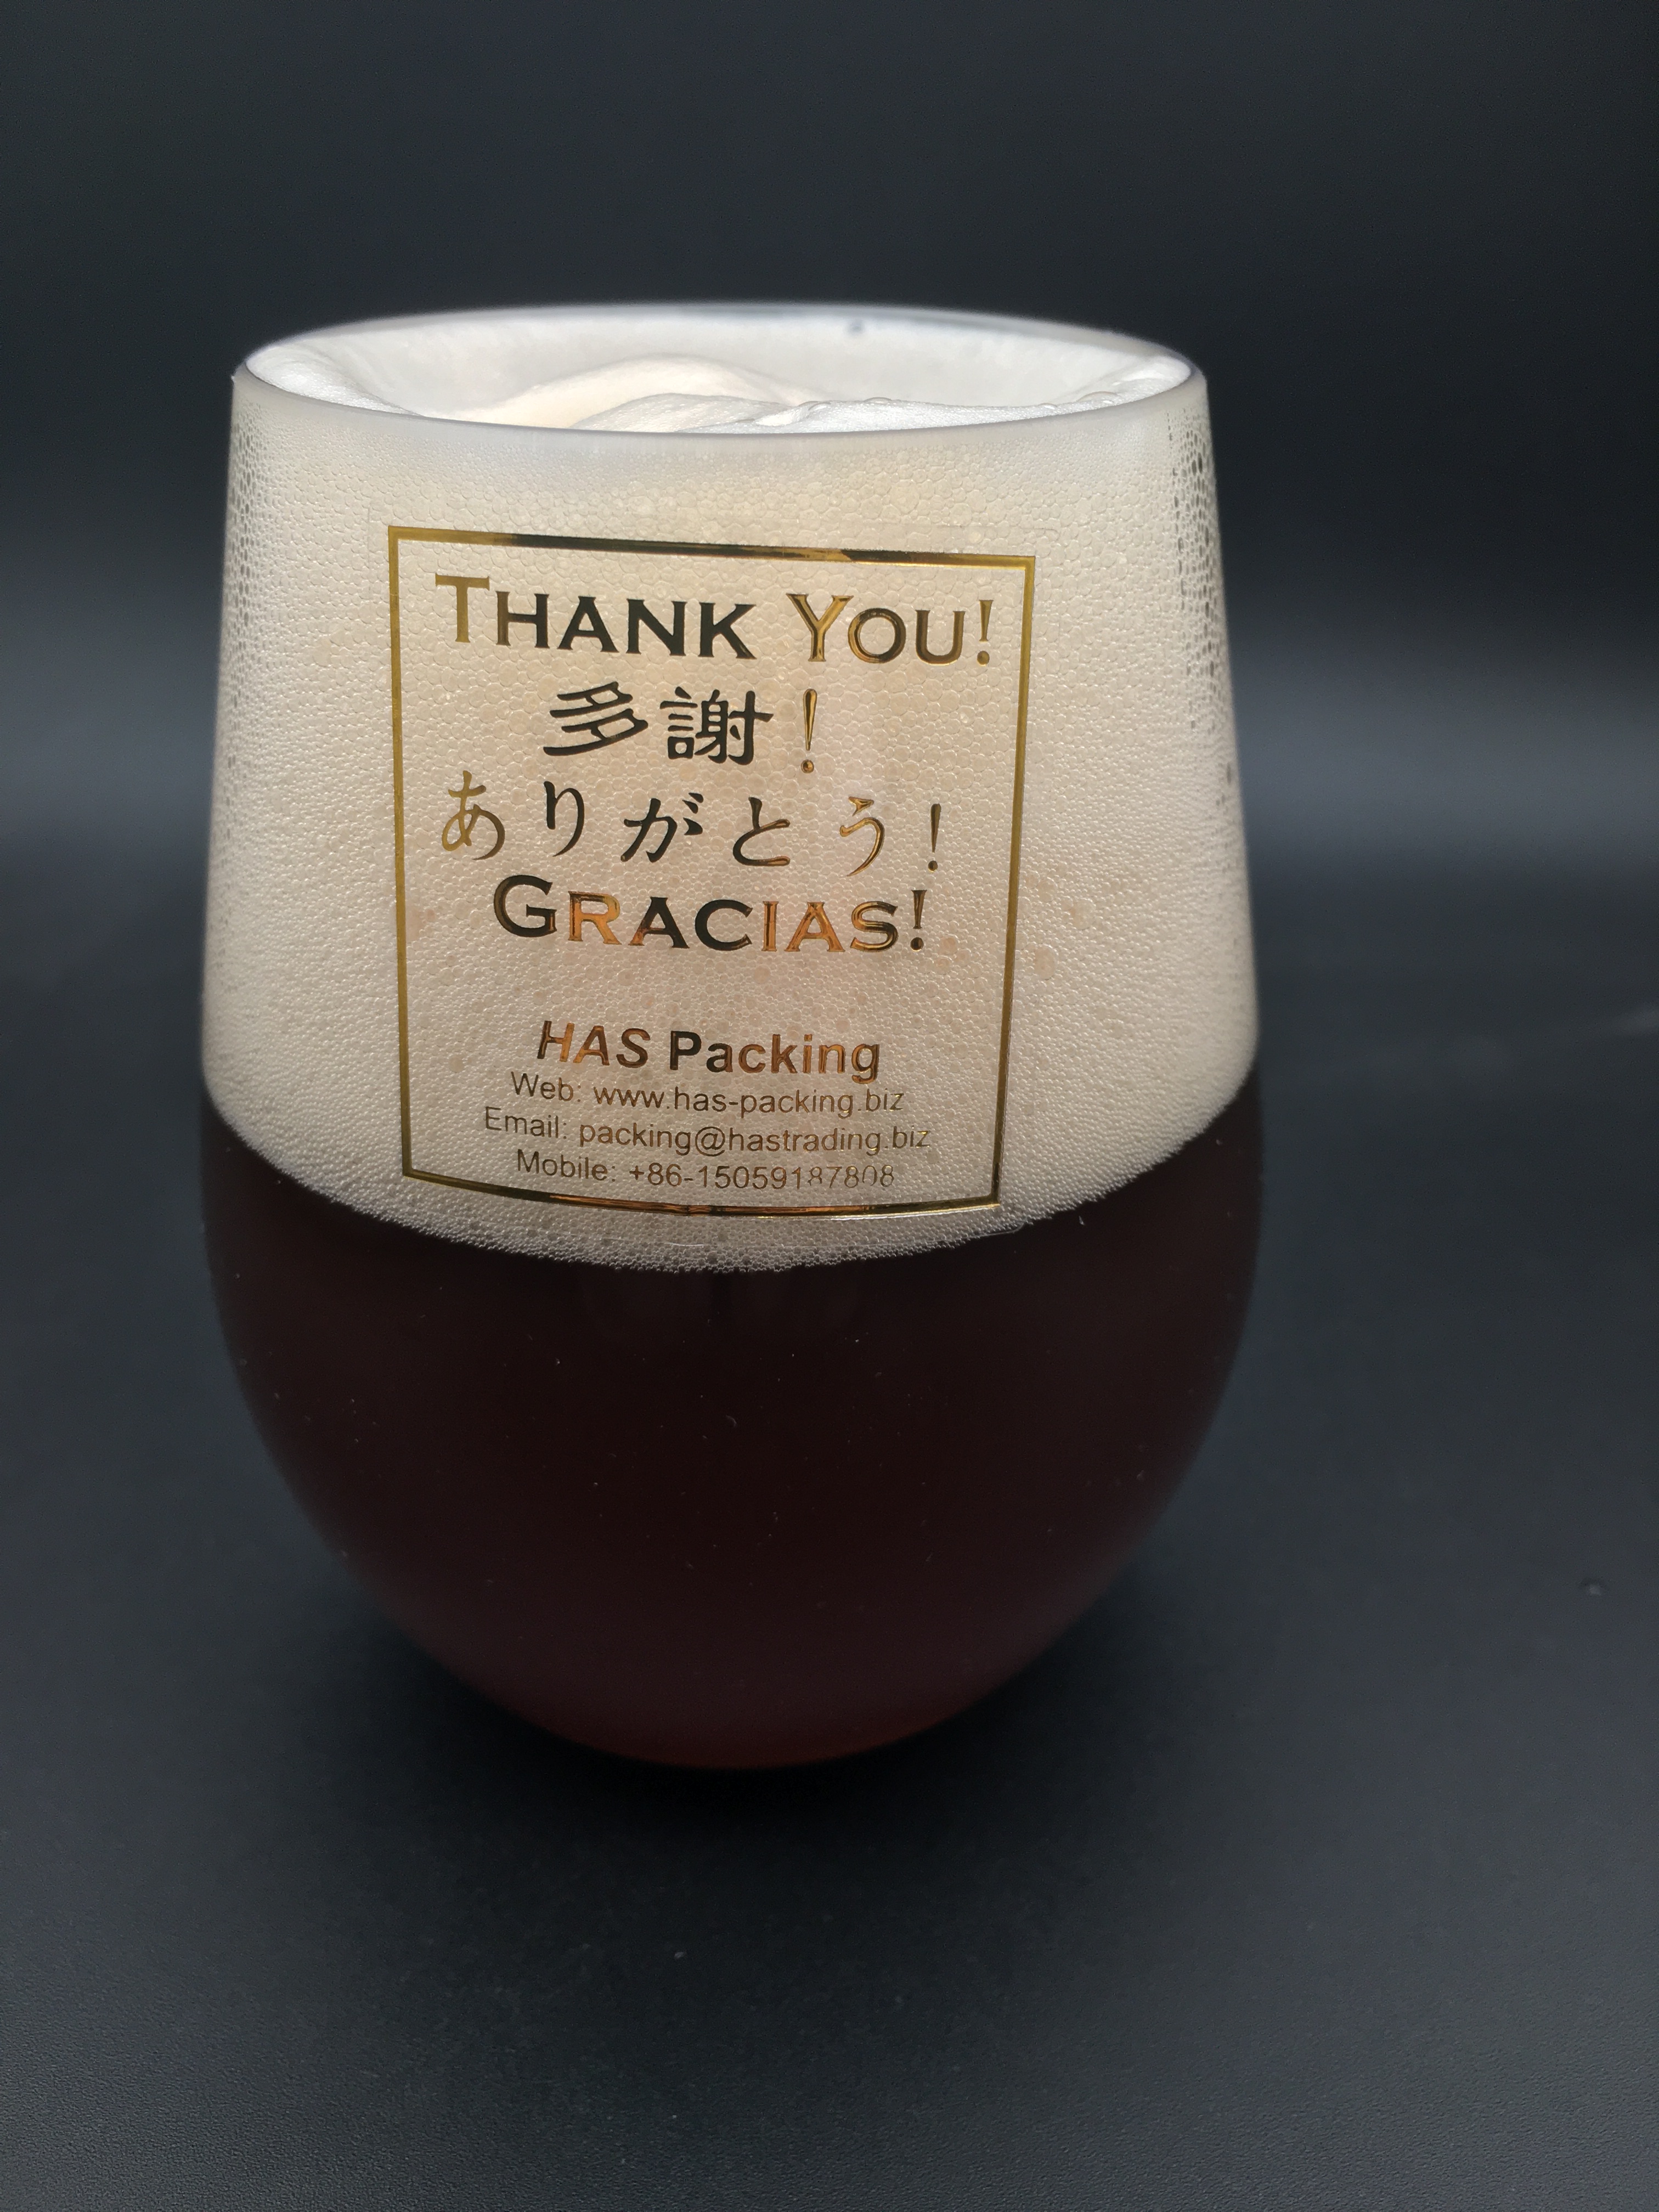 THANK YOU!
多謝！
ありがとう！
GRACIAS!
HAS Packing
Web: www.has-packing.biz
Email: packing@hastrading.biz
Mobile: +86-15059187808